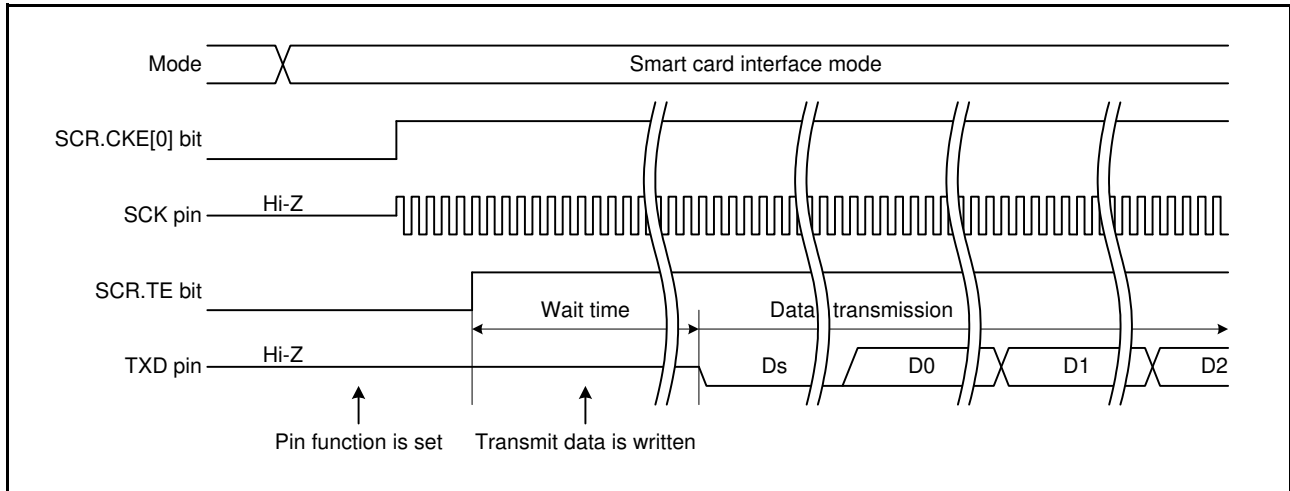 Mode
Smart card interface mode
SCR.CKE[0] bit
SCK pin
Hi-Z
SCR.TE bit
Wait time
Data transmission
TXD pin
Hi-Z
Ds
D0
D1
D2
Pin function is set
Transmit data is written